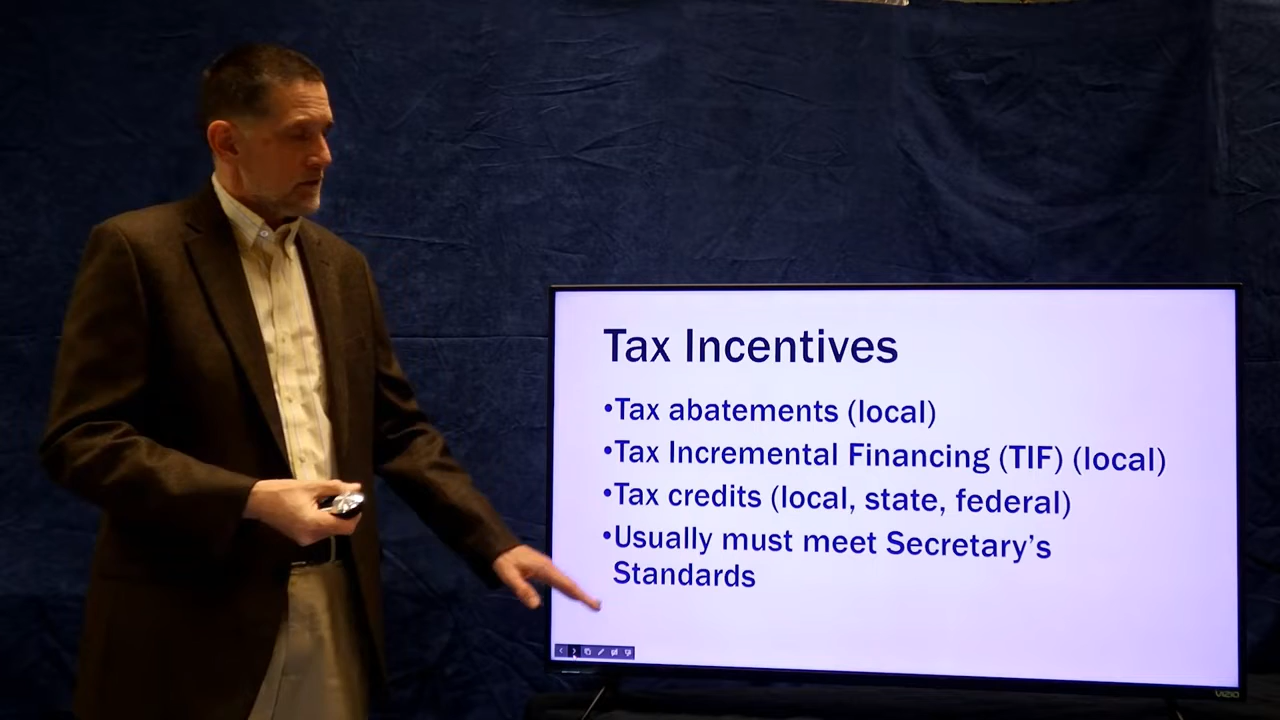 Tax Incentives
•Tax abatements (local)
•Tax Incremental Financing (TIF) (local)
•Tax credits (local, state, federal)
•Usually must meet Secretary’s
Standards
VIZIO